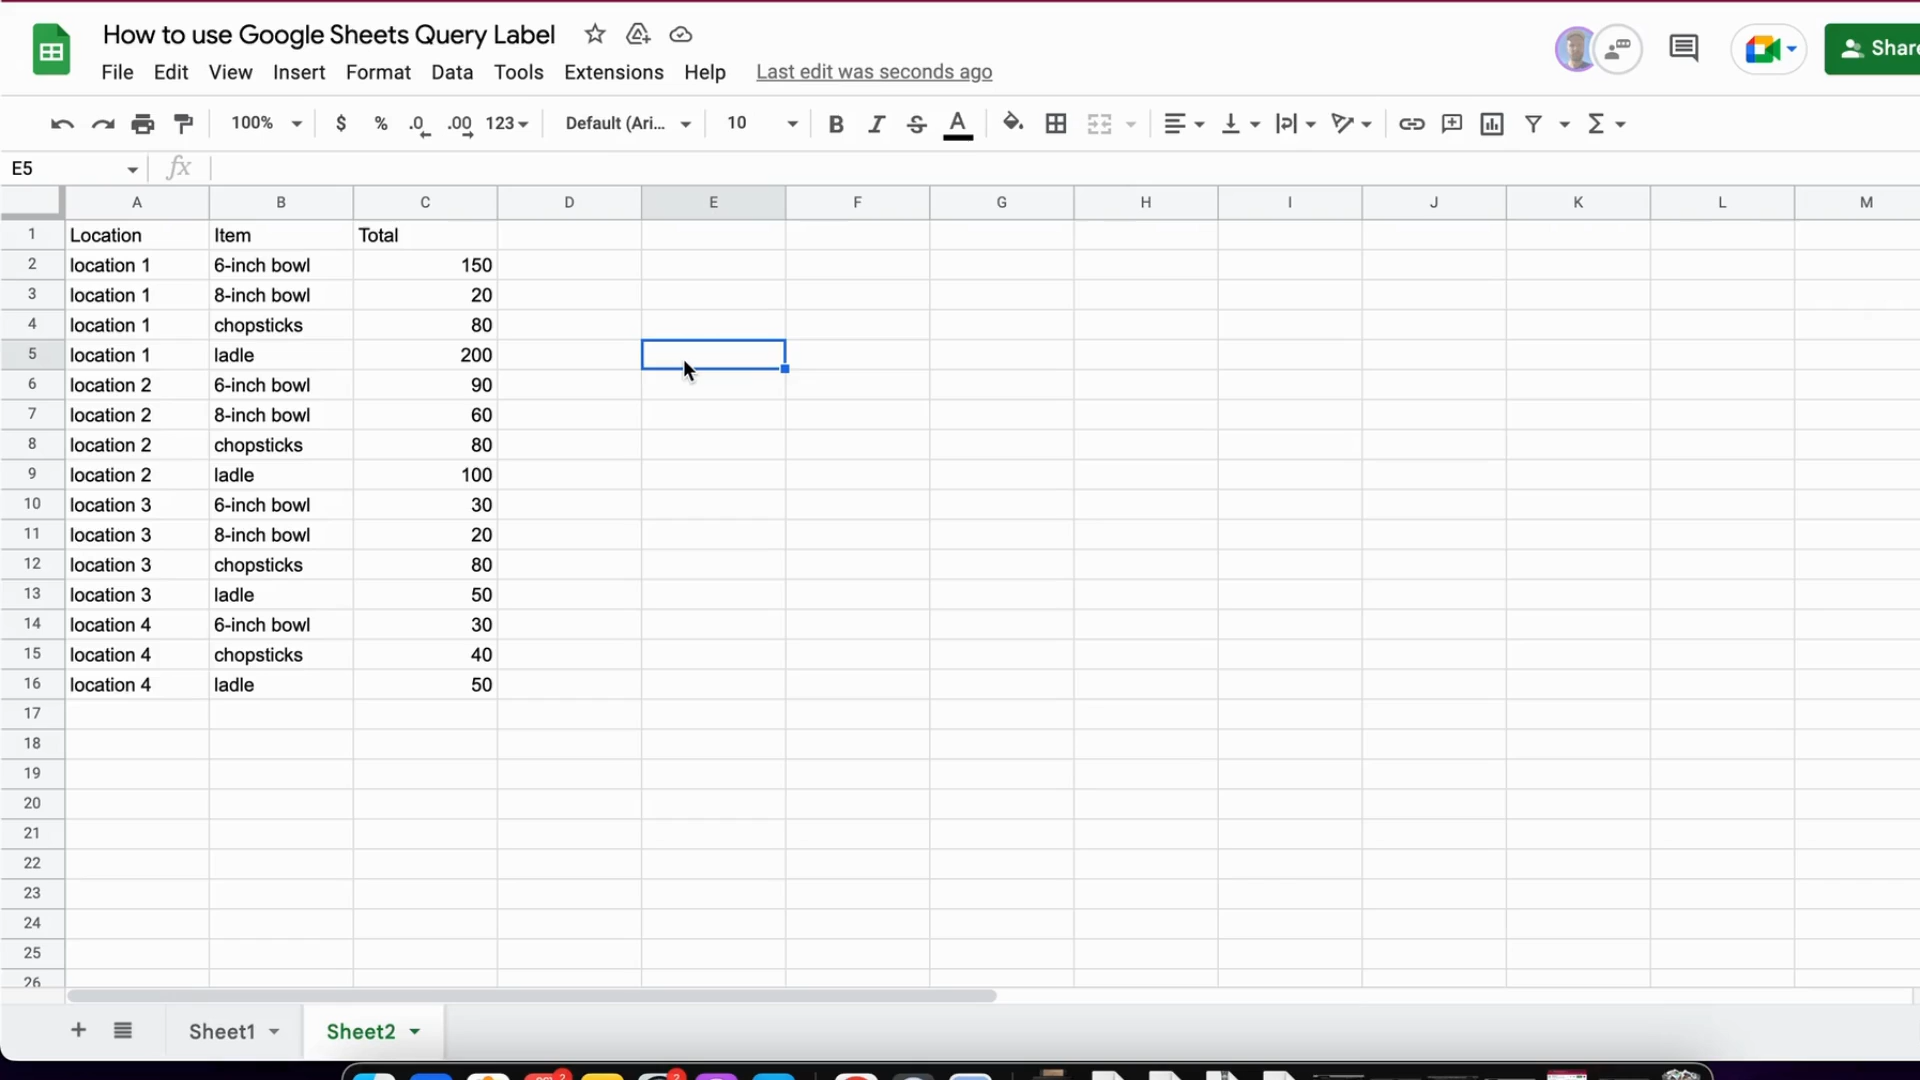 How to use Google Sheets Query Label
File Edit View Insert Format Data Tools Extensions Help Last edit was seconds ago
Share
100% $ % .0 .00 123 Default (Ari... 10 B I S A Σ
E5 fx
A B C D E F G H I J K L M
1 Location Item Total
2 location 1 6-inch bowl 150
3 location 1 8-inch bowl 20
4 location 1 chopsticks 80
5 location 1 ladle 200
6 location 2 6-inch bowl 90
7 location 2 8-inch bowl 60
8 location 2 chopsticks 80
9 location 2 ladle 100
10 location 3 6-inch bowl 30
11 location 3 8-inch bowl 20
12 location 3 chopsticks 80
13 location 3 ladle 50
14 location 4 6-inch bowl 30
15 location 4 chopsticks 40
16 location 4 ladle 50
17
18
19
20
21
22
23
24
25
26
+ Sheet1 Sheet2
2 2